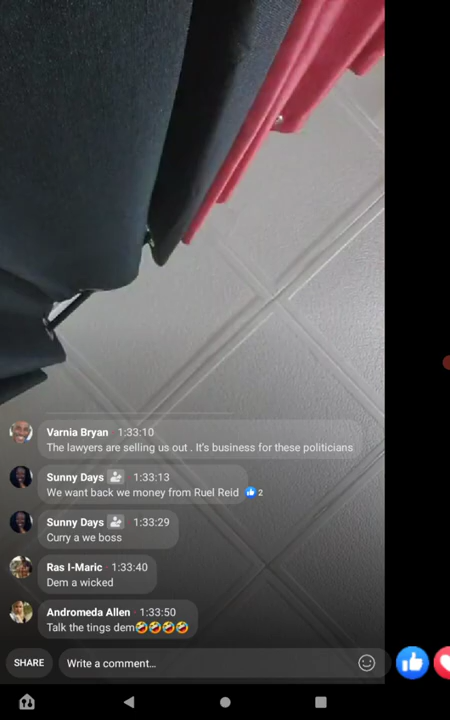 Varnia Bryan · 1:33:10
The lawyers are selling us out . It's business for these politicians
Sunny Days 1:33:13
We want back we money from Ruel Reid 👍 2
Sunny Days 1:33:29
Curry a we boss
Ras I-Maric · 1:33:40
Dem a wicked
Andromeda Allen · 1:33:50
Talk the tings dem🤣🤣🤣🤣
SHARE
Write a comment...